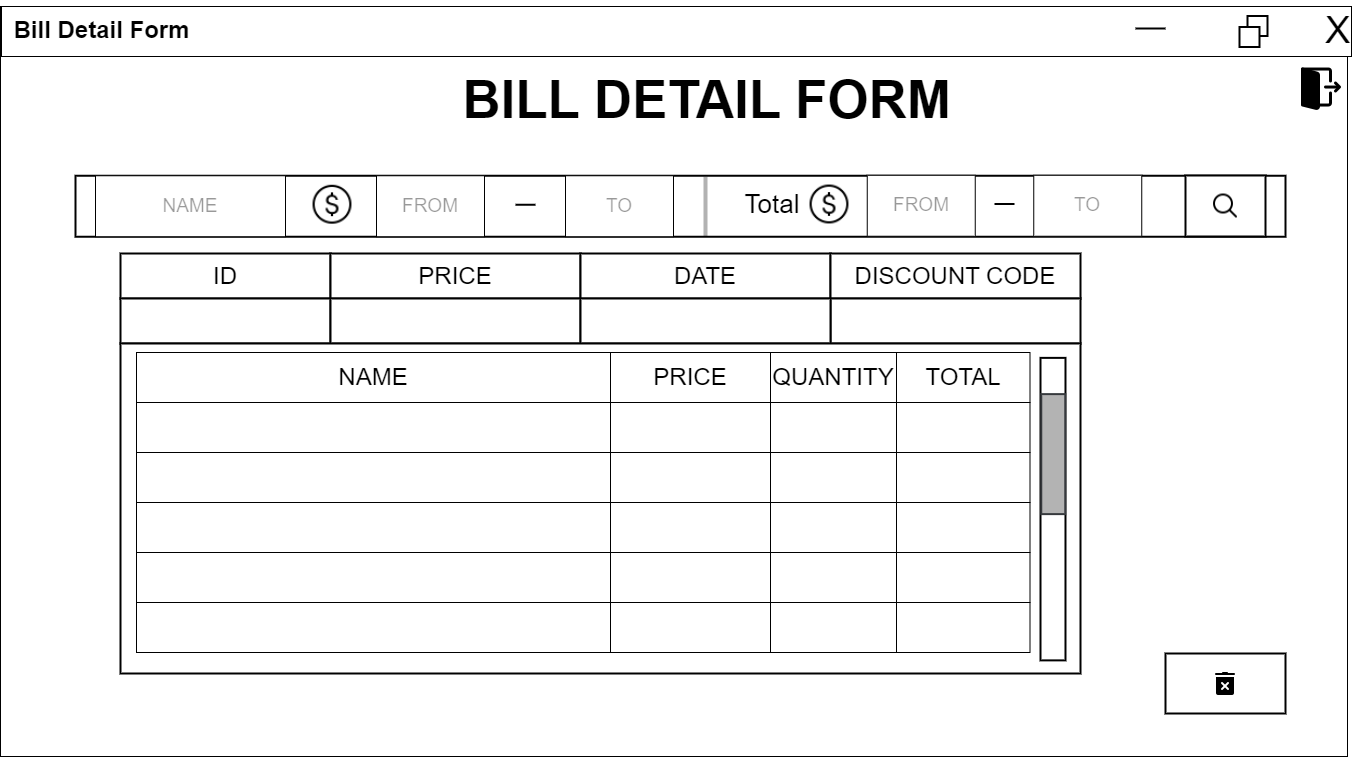 Bill Detail Form
X
BILL DETAIL FORM
NAME $ FROM — TO Total $ FROM — TO
ID PRICE DATE DISCOUNT CODE
NAME PRICE QUANTITY TOTAL